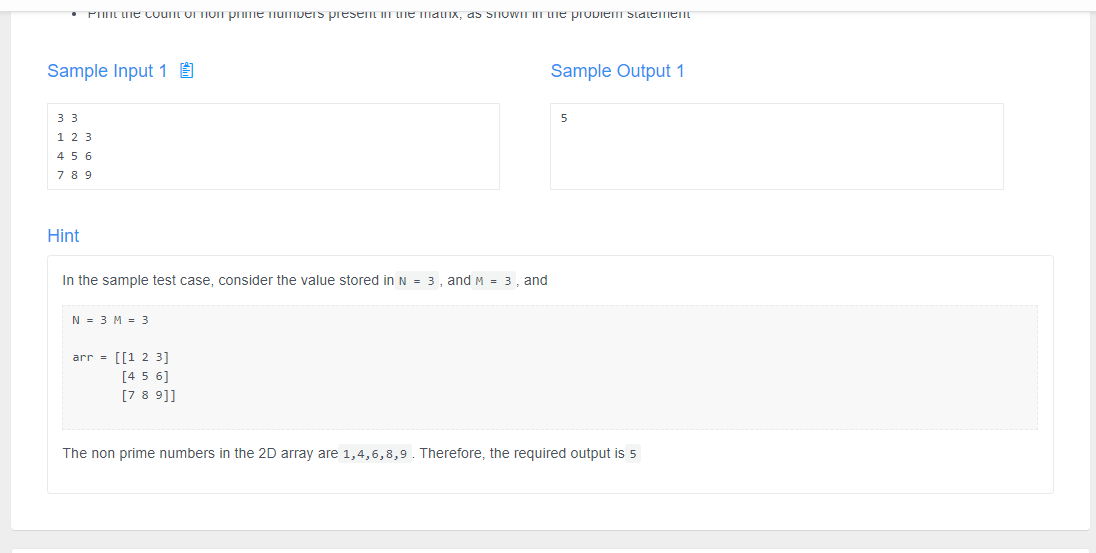 Print the count of non prime numbers present in the matrix, as shown in the problem statement
Sample Input 1
Sample Output 1
3 3
1 2 3
4 5 6
7 8 9
5
Hint
In the sample test case, consider the value stored in N = 3 , and M = 3 , and
N = 3 M = 3
arr = [[1 2 3]
[4 5 6]
[7 8 9]]
The non prime numbers in the 2D array are 1,4,6,8,9 . Therefore, the required output is 5